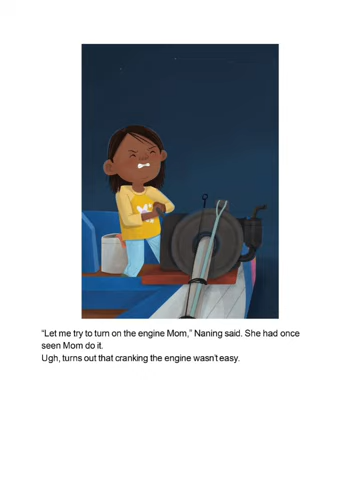 “Let me try to turn on the engine Mom,” Naning said. She had once
seen Mom do it.
Ugh, turns out that cranking the engine wasn’t easy.